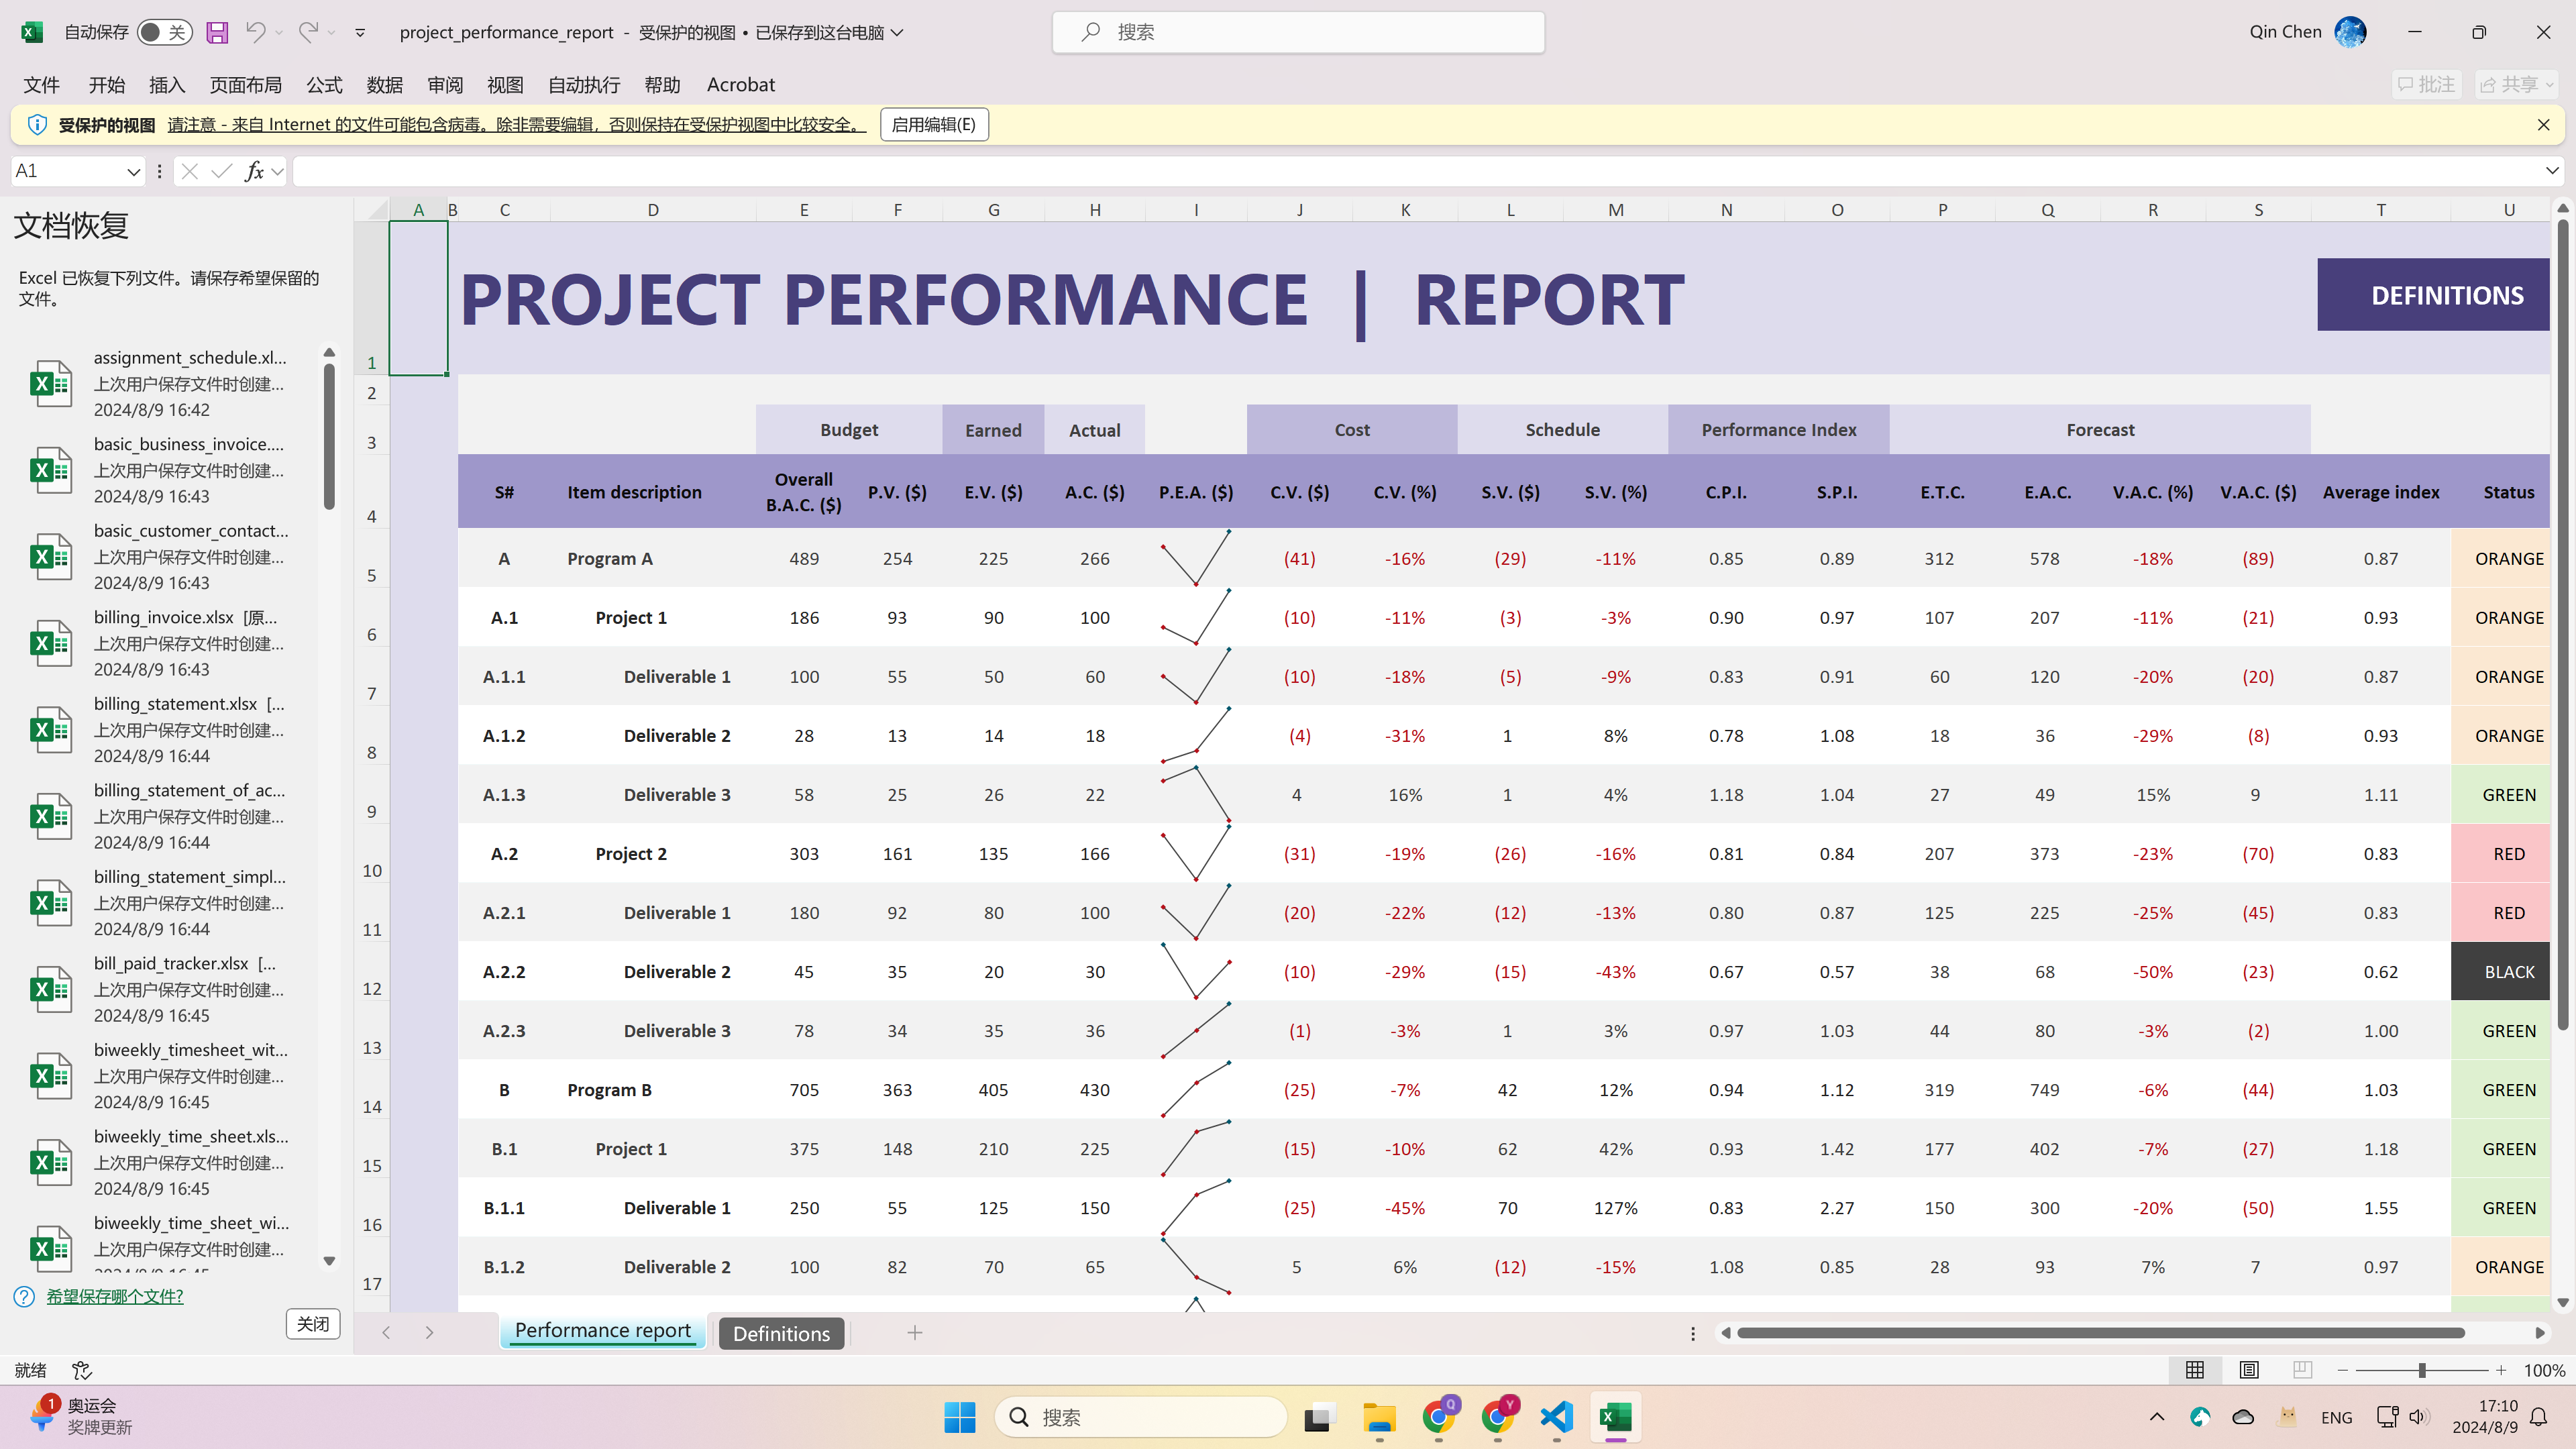 自动保存 关 project_performance_report - 受保护的视图 • 已保存到这台电脑 搜索 Qin Chen
文件 开始 插入 页面布局 公式 数据 审阅 视图 自动执行 帮助 Acrobat 批注 共享
受保护的视图 请注意 - 来自 Internet 的文件可能包含病毒。除非需要编辑，否则保持在受保护视图中比较安全。 启用编辑(E)
A1 fx
文档恢复
Excel 已恢复下列文件。请保存希望保留的
文件。
assignment_schedule.xl...
上次用户保存文件时创建...
2024/8/9 16:42
basic_business_invoice....
上次用户保存文件时创建...
2024/8/9 16:43
basic_customer_contact...
上次用户保存文件时创建...
2024/8/9 16:43
billing_invoice.xlsx [原...
上次用户保存文件时创建...
2024/8/9 16:43
billing_statement.xlsx [...
上次用户保存文件时创建...
2024/8/9 16:44
billing_statement_of_ac...
上次用户保存文件时创建...
2024/8/9 16:44
billing_statement_simpl...
上次用户保存文件时创建...
2024/8/9 16:44
bill_paid_tracker.xlsx [...
上次用户保存文件时创建...
2024/8/9 16:45
biweekly_timesheet_wit...
上次用户保存文件时创建...
2024/8/9 16:45
biweekly_time_sheet.xls...
上次用户保存文件时创建...
2024/8/9 16:45
biweekly_time_sheet_wi...
上次用户保存文件时创建...
2024/8/9 16:45
希望保存哪个文件?
关闭
A B C D E F G H I J K L M N O P Q R S T U
1 PROJECT PERFORMANCE | REPORT DEFINITIONS
2
3 Budget Earned Actual Cost Schedule Performance Index Forecast
4 S# Item description Overall B.A.C. ($) P.V. ($) E.V. ($) A.C. ($) P.E.A. ($) C.V. ($) C.V. (%) S.V. ($) S.V. (%) C.P.I. S.P.I. E.T.C. E.A.C. V.A.C. (%) V.A.C. ($) Average index Status
5 A Program A 489 254 225 266 (41) -16% (29) -11% 0.85 0.89 312 578 -18% (89) 0.87 ORANGE
6 A.1 Project 1 186 93 90 100 (10) -11% (3) -3% 0.90 0.97 107 207 -11% (21) 0.93 ORANGE
7 A.1.1 Deliverable 1 100 55 50 60 (10) -18% (5) -9% 0.83 0.91 60 120 -20% (20) 0.87 ORANGE
8 A.1.2 Deliverable 2 28 13 14 18 (4) -31% 1 8% 0.78 1.08 18 36 -29% (8) 0.93 ORANGE
9 A.1.3 Deliverable 3 58 25 26 22 4 16% 1 4% 1.18 1.04 27 49 15% 9 1.11 GREEN
10 A.2 Project 2 303 161 135 166 (31) -19% (26) -16% 0.81 0.84 207 373 -23% (70) 0.83 RED
11 A.2.1 Deliverable 1 180 92 80 100 (20) -22% (12) -13% 0.80 0.87 125 225 -25% (45) 0.83 RED
12 A.2.2 Deliverable 2 45 35 20 30 (10) -29% (15) -43% 0.67 0.57 38 68 -50% (23) 0.62 BLACK
13 A.2.3 Deliverable 3 78 34 35 36 (1) -3% 1 3% 0.97 1.03 44 80 -3% (2) 1.00 GREEN
14 B Program B 705 363 405 430 (25) -7% 42 12% 0.94 1.12 319 749 -6% (44) 1.03 GREEN
15 B.1 Project 1 375 148 210 225 (15) -10% 62 42% 0.93 1.42 177 402 -7% (27) 1.18 GREEN
16 B.1.1 Deliverable 1 250 55 125 150 (25) -45% 70 127% 0.83 2.27 150 300 -20% (50) 1.55 GREEN
17 B.1.2 Deliverable 2 100 82 70 65 5 6% (12) -15% 1.08 0.85 28 93 7% 7 0.97 ORANGE
Performance report Definitions
就绪 100%
1 奥运会
奖牌更新
搜索 Q Y ENG 17:10
2024/8/9